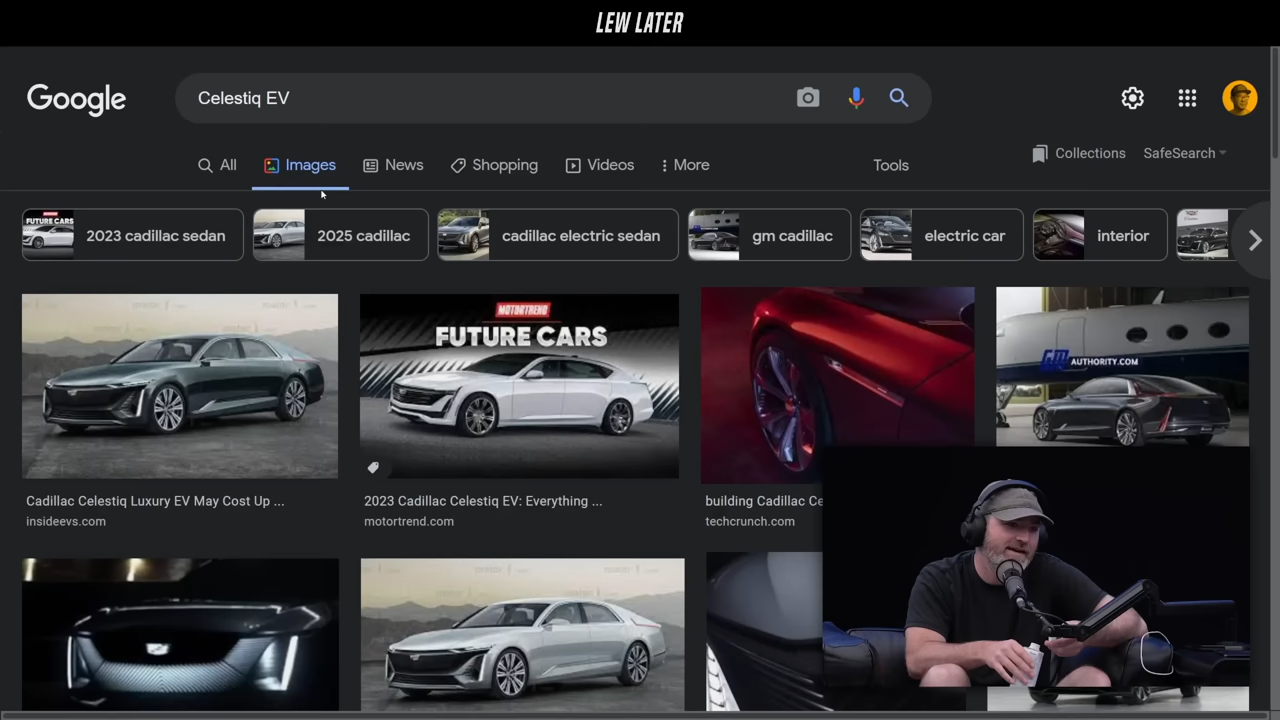 LEW LATER
Google
Celestiq EV
All
Images
News
Shopping
Videos
More
Tools
Collections
SafeSearch
FUTURE CARS
2023 cadillac sedan
2025 cadillac
cadillac electric sedan
gm cadillac
electric car
interior
MOTORTREND
FUTURE CARS
GM AUTHORITY.COM
Cadillac Celestiq Luxury EV May Cost Up ...
insideevs.com
2023 Cadillac Celestiq EV: Everything ...
motortrend.com
building Cadillac Ce
techcrunch.com